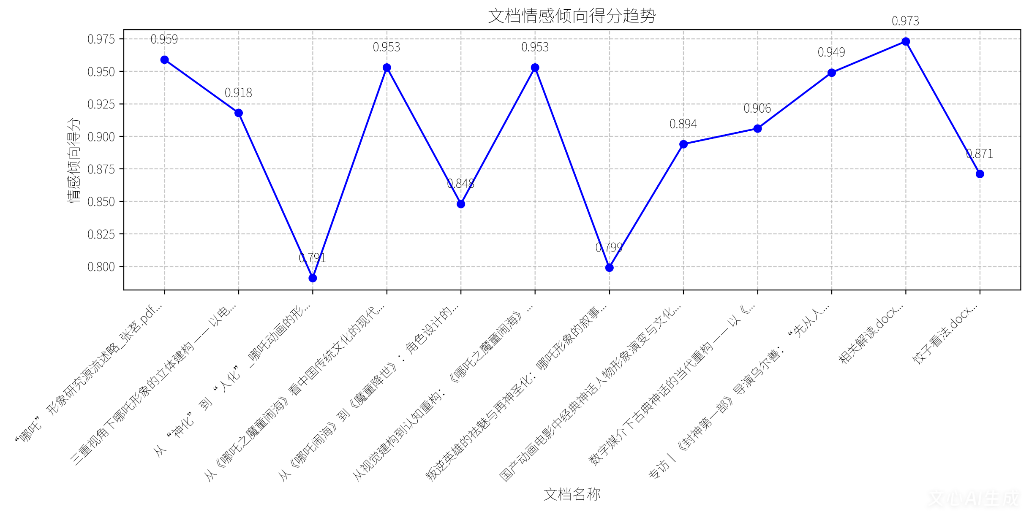 文档情感倾向得分趋势
情感倾向得分
0.975
0.950
0.925
0.900
0.875
0.850
0.825
0.800
0.959
0.918
0.791
0.953
0.848
0.953
0.799
0.894
0.906
0.949
0.973
0.871
“哪吒”形象研究源流述略_张茗.pdf...
三重视角下哪吒形象的立体建构——以电...
从“神化”到“人化”_哪吒动画的形...
从《哪吒之魔童闹海》看中国传统文化的现代...
从《哪吒闹海》到《魔童降世》：角色设计的...
从视觉建构到认知重构：《哪吒之魔童闹海》...
叛逆英雄的祛魅与再神圣化：哪吒形象的叙事...
国产动画电影中经典神话人物形象演变与文化...
数字媒介下古典神话的当代重构——以《...
专访丨《封神第一部》导演乌尔善：“先从人...
相关解读.docx...
饺子看法.docx...
文档名称
文心AI生成